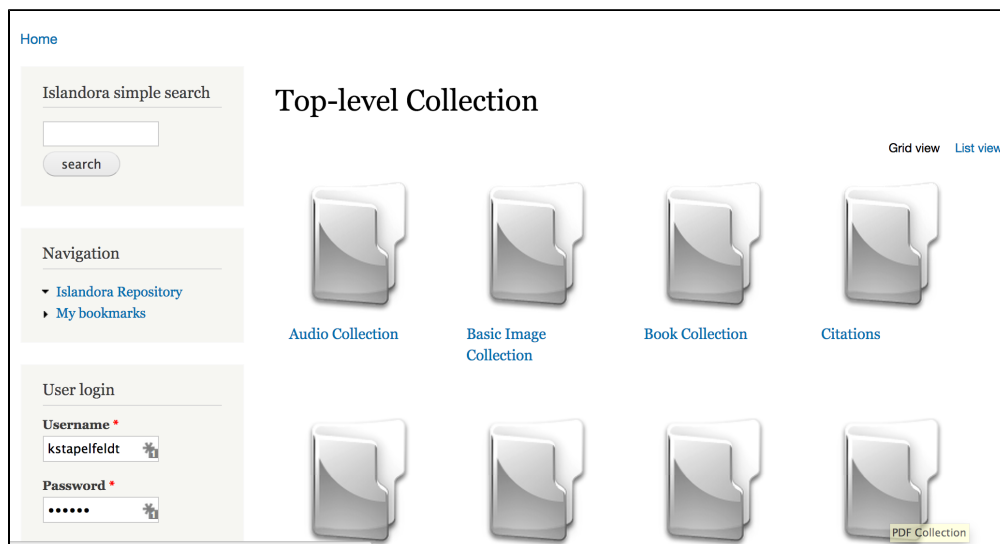 Home
Islandora simple search
search
Navigation
Islandora Repository
My bookmarks
User login
Username *
kstapelfeldt
Password *
••••••
Top-level Collection
Grid view List view
Audio Collection
Basic Image
Collection
Book Collection
Citations
PDF Collection